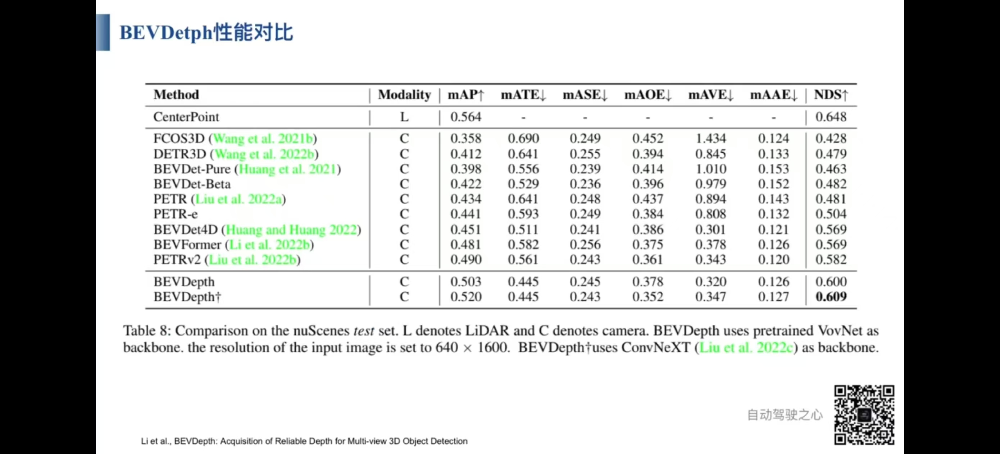 BEVDetph性能对比
Method Modality mAP↑ mATE↓ mASE↓ mAOE↓ mAVE↓ mAAE↓ NDS↑
CenterPoint L 0.564 - - - - - 0.648
FCOS3D (Wang et al. 2021b) C 0.358 0.690 0.249 0.452 1.434 0.124 0.428
DETR3D (Wang et al. 2022b) C 0.412 0.641 0.255 0.394 0.845 0.133 0.479
BEVDet-Pure (Huang et al. 2021) C 0.398 0.556 0.239 0.414 1.010 0.153 0.463
BEVDet-Beta C 0.422 0.529 0.236 0.396 0.979 0.152 0.482
PETR (Liu et al. 2022a) C 0.434 0.641 0.248 0.437 0.894 0.143 0.481
PETR-e C 0.441 0.593 0.249 0.384 0.808 0.132 0.504
BEVDet4D (Huang and Huang 2022) C 0.451 0.511 0.241 0.386 0.301 0.121 0.569
BEVFormer (Li et al. 2022b) C 0.481 0.582 0.256 0.375 0.378 0.126 0.569
PETRv2 (Liu et al. 2022b) C 0.490 0.561 0.243 0.361 0.343 0.120 0.582
BEVDepth C 0.503 0.445 0.245 0.378 0.320 0.126 0.600
BEVDepth† C 0.520 0.445 0.243 0.352 0.347 0.127 0.609
Table 8: Comparison on the nuScenes test set. L denotes LiDAR and C denotes camera. BEVDepth uses pretrained VovNet as
backbone. the resolution of the input image is set to 640 × 1600. BEVDepth†uses ConvNeXT (Liu et al. 2022c) as backbone.
自动驾驶之心
Li et al., BEVDepth: Acquisition of Reliable Depth for Multi-view 3D Object Detection